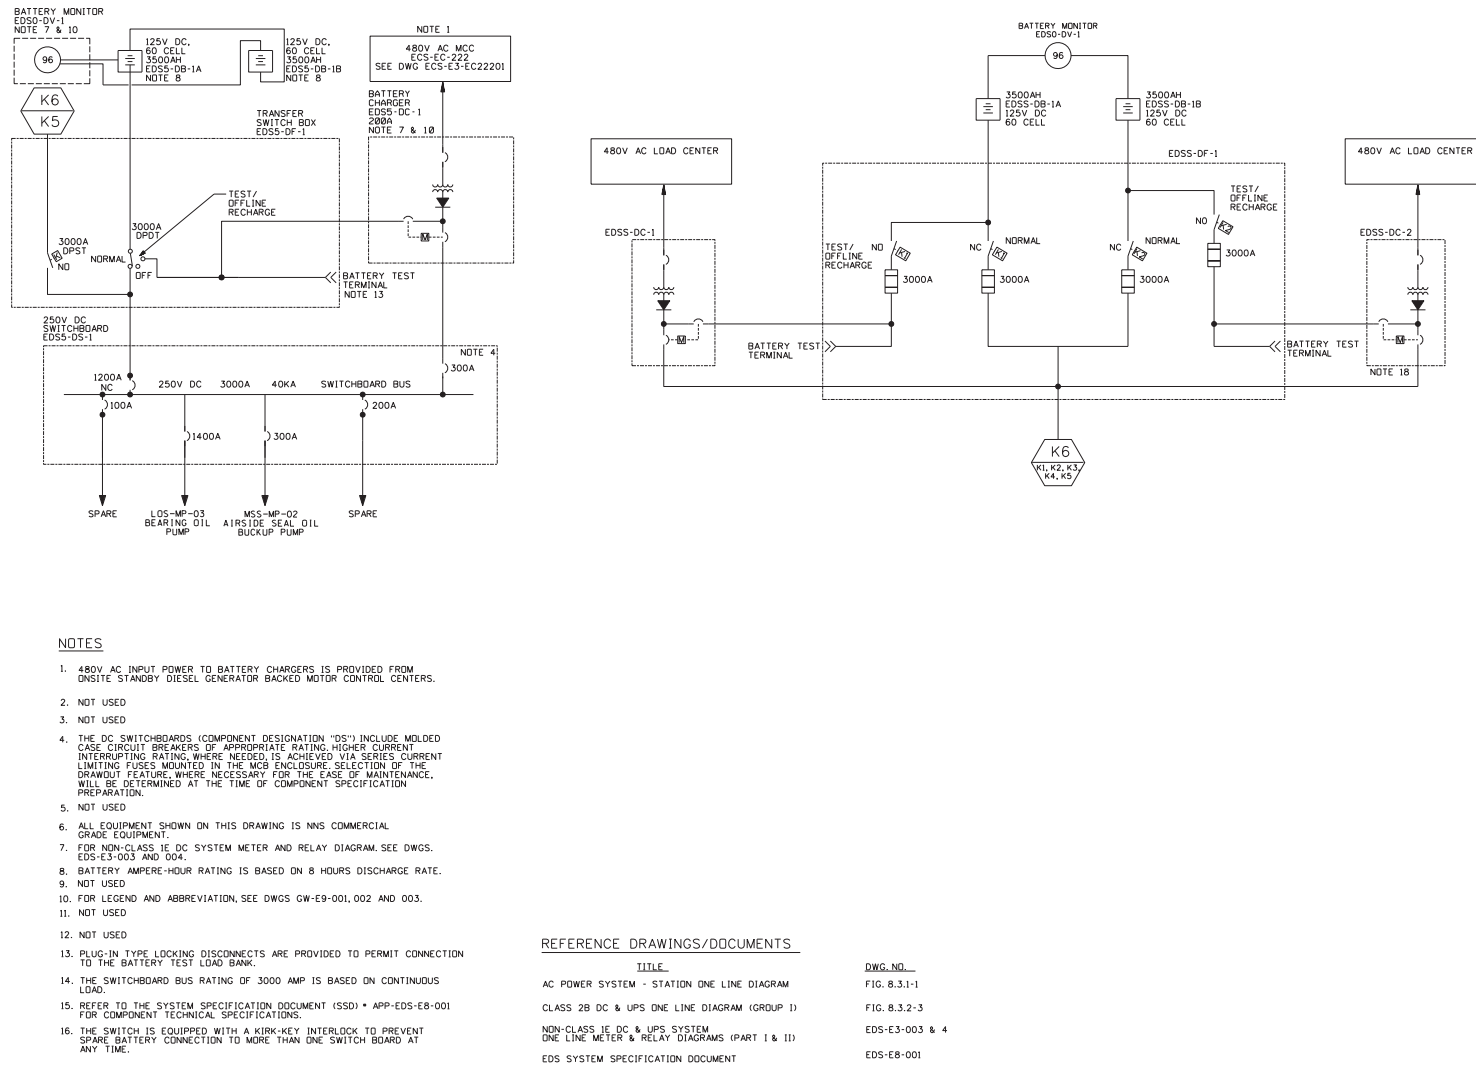 BATTERY MONITOR
EDS0-DV-1
NOTE 7 & 10
96
125V DC,
60 CELL
3500AH
EDS5-DB-1A
NOTE 8
125V DC,
60 CELL
3500AH
EDS5-DB-1B
NOTE 8
NOTE 1
480V AC MCC
ECS-EC-222
SEE DWG ECS-E3-EC22201
K6
K5
TRANSFER
SWITCH BOX
EDS5-DF-1
BATTERY
CHARGER
EDS5-DC-1
200A
NOTE 7 & 10
TEST/
OFFLINE
RECHARGE
3000A
DPST
K
NO
3000A
DPDT
NORMAL
OFF
M
BATTERY TEST
TERMINAL
NOTE 13
250V DC
SWITCHBOARD
EDS5-DS-1
NOTE 4
300A
1200A
NC
250V DC 3000A 40KA SWITCHBOARD BUS
100A
200A
1400A
300A
SPARE
LOS-MP-03
BEARING OIL
PUMP
MSS-MP-02
AIRSIDE SEAL OIL
BUCKUP PUMP
SPARE
BATTERY MONITOR
EDS0-DV-1
96
3500AH
EDSS-DB-1A
125V DC
60 CELL
3500AH
EDSS-DB-1B
125V DC
60 CELL
480V AC LOAD CENTER
480V AC LOAD CENTER
EDSS-DF-1
TEST/
OFFLINE
RECHARGE
EDSS-DC-1
EDSS-DC-2
NO
K2
3000A
TEST/
OFFLINE
RECHARGE
NO
K1
3000A
NC
NORMAL
K1
3000A
NC
NORMAL
K2
3000A
M
M
BATTERY TEST
TERMINAL
BATTERY TEST
TERMINAL
NOTE 18
K6
K1, K2, K3,
K4, K5
NOTES
1. 480V AC INPUT POWER TO BATTERY CHARGERS IS PROVIDED FROM
ONSITE STANDBY DIESEL GENERATOR BACKED MOTOR CONTROL CENTERS.
2. NOT USED
3. NOT USED
4. THE DC SWITCHBOARDS (COMPONENT DESIGNATION "DS") INCLUDE MOLDED
CASE CIRCUIT BREAKERS OF APPROPRIATE RATING. HIGHER CURRENT
INTERRUPTING RATING, WHERE NEEDED, IS ACHIEVED VIA SERIES CURRENT
LIMITING FUSES MOUNTED IN THE MCB ENCLOSURE. SELECTION OF THE
DRAWOUT FEATURE, WHERE NECESSARY FOR THE EASE OF MAINTENANCE,
WILL BE DETERMINED AT THE TIME OF COMPONENT SPECIFICATION
PREPARATION.
5. NOT USED
6. ALL EQUIPMENT SHOWN ON THIS DRAWING IS NNS COMMERCIAL
GRADE EQUIPMENT.
7. FOR NON-CLASS 1E DC SYSTEM METER AND RELAY DIAGRAM. SEE DWGS.
EDS-E3-003 AND 004.
8. BATTERY AMPERE-HOUR RATING IS BASED ON 8 HOURS DISCHARGE RATE.
9. NOT USED
10. FOR LEGEND AND ABBREVIATION, SEE DWGS GW-E9-001, 002 AND 003.
11. NOT USED
12. NOT USED
13. PLUG-IN TYPE LOCKING DISCONNECTS ARE PROVIDED TO PERMIT CONNECTION
TO THE BATTERY TEST LOAD BANK.
14. THE SWITCHBOARD BUS RATING OF 3000 AMP IS BASED ON CONTINUOUS
LOAD.
15. REFER TO THE SYSTEM SPECIFICATION DOCUMENT (SSD) * APP-EDS-E8-001
FOR COMPONENT TECHNICAL SPECIFICATIONS.
16. THE SWITCH IS EQUIPPED WITH A KIRK-KEY INTERLOCK TO PREVENT
SPARE BATTERY CONNECTION TO MORE THAN ONE SWITCH BOARD AT
ANY TIME.
REFERENCE DRAWINGS/DOCUMENTS
TITLE DWG. NO.
AC POWER SYSTEM - STATION ONE LINE DIAGRAM FIG. 8.3.1-1
CLASS 2B DC & UPS ONE LINE DIAGRAM (GROUP I) FIG. 8.3.2-3
NON-CLASS 1E DC & UPS SYSTEM EDS-E3-003 & 4
ONE LINE METER & RELAY DIAGRAMS (PART I & II)
EDS SYSTEM SPECIFICATION DOCUMENT EDS-E8-001